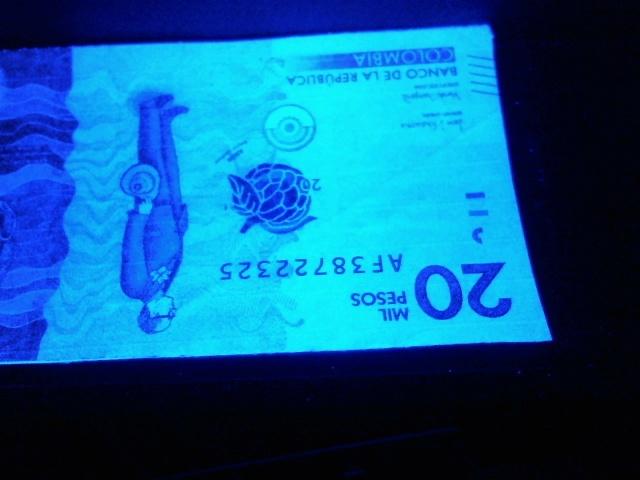 20 MIL
PESOS
AF38722325
20
BANCO DE LA REPÚBLICA
COLOMBIA